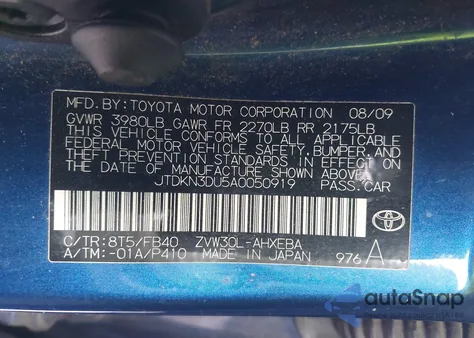 MFD.BY:TOYOTA MOTOR CORPORATION 08/09
GVWR 3980LB GAWR FR 2270LB RR 2175LB
THIS VEHICLE CONFORMS TO ALL APPLICABLE
FEDERAL MOTOR VEHICLE SAFETY,BUMPER,AND
THEFT PREVENTION STANDARDS IN EFFECT ON
THE DATE OF MANUFACTURE SHOWN ABOVE.
JTDKN3DU5A0050919 PASS.CAR
C/TR:8T5/FB40 ZVW30L-AHXEBA
A/TM:-01A/P410 MADE IN JAPAN 976 A
autoSnap